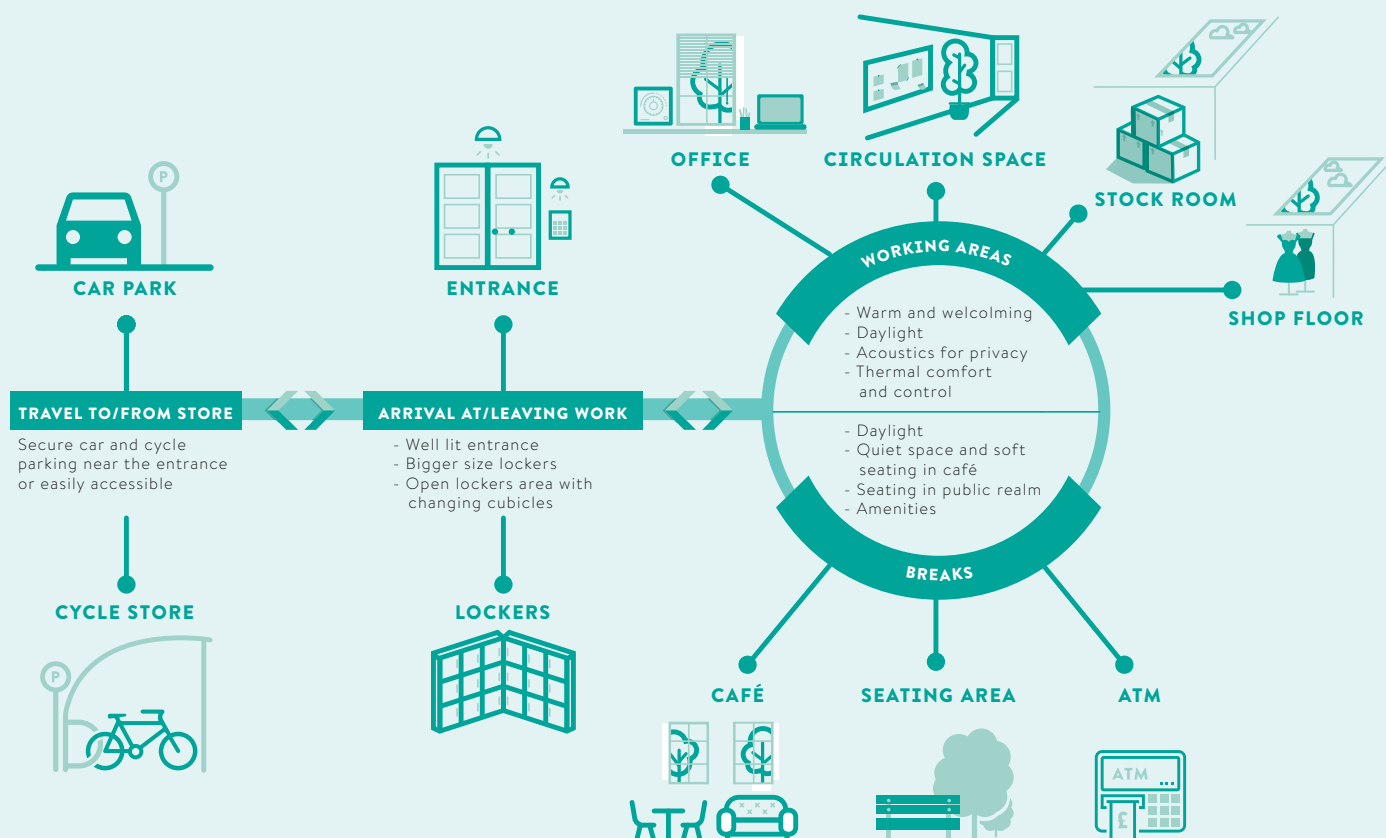 OFFICE
CIRCULATION SPACE
STOCK ROOM
P
CAR PARK
ENTRANCE
SHOP FLOOR
WORKING AREAS
- Warm and welcolming
- Daylight
- Acoustics for privacy
- Thermal comfort
and control
TRAVEL TO/FROM STORE
Secure car and cycle
parking near the entrance
or easily accessible
ARRIVAL AT/LEAVING WORK
- Well lit entrance
- Bigger size lockers
- Open lockers area with
changing cubicles
- Daylight
- Quiet space and soft
seating in café
- Seating in public realm
- Amenities
BREAKS
CYCLE STORE
P
LOCKERS
CAFÉ
SEATING AREA
ATM
ATM
£